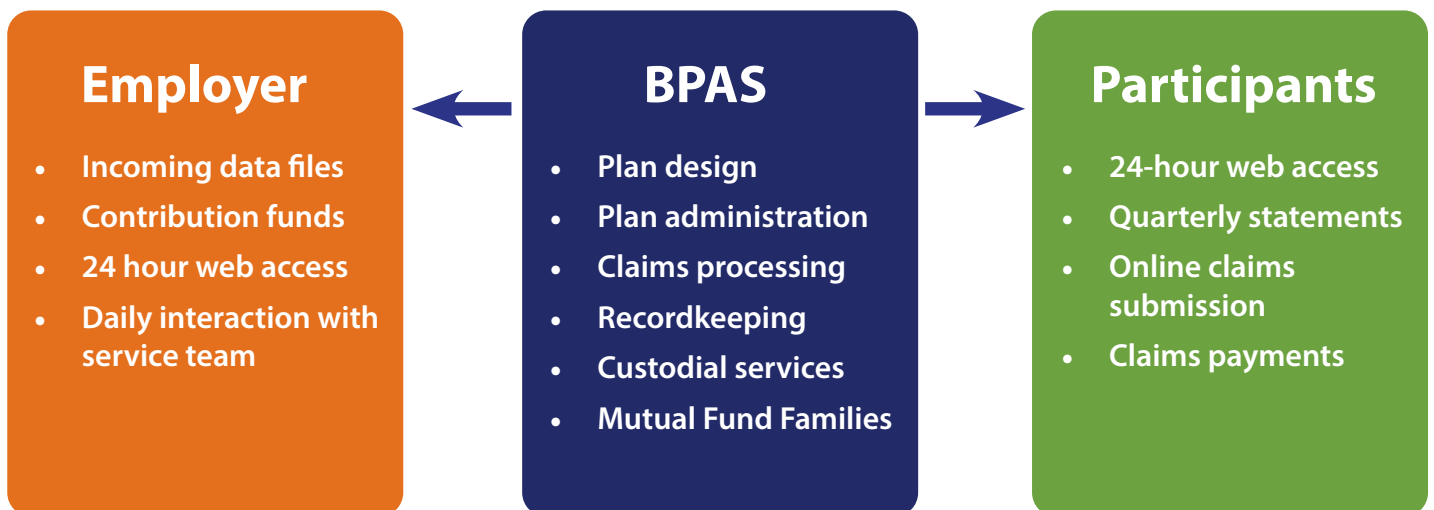 Employer
• Incoming data files
• Contribution funds
• 24 hour web access
• Daily interaction with
service team
BPAS
• Plan design
• Plan administration
• Claims processing
• Recordkeeping
• Custodial services
• Mutual Fund Families
Participants
• 24-hour web access
• Quarterly statements
• Online claims
submission
• Claims payments